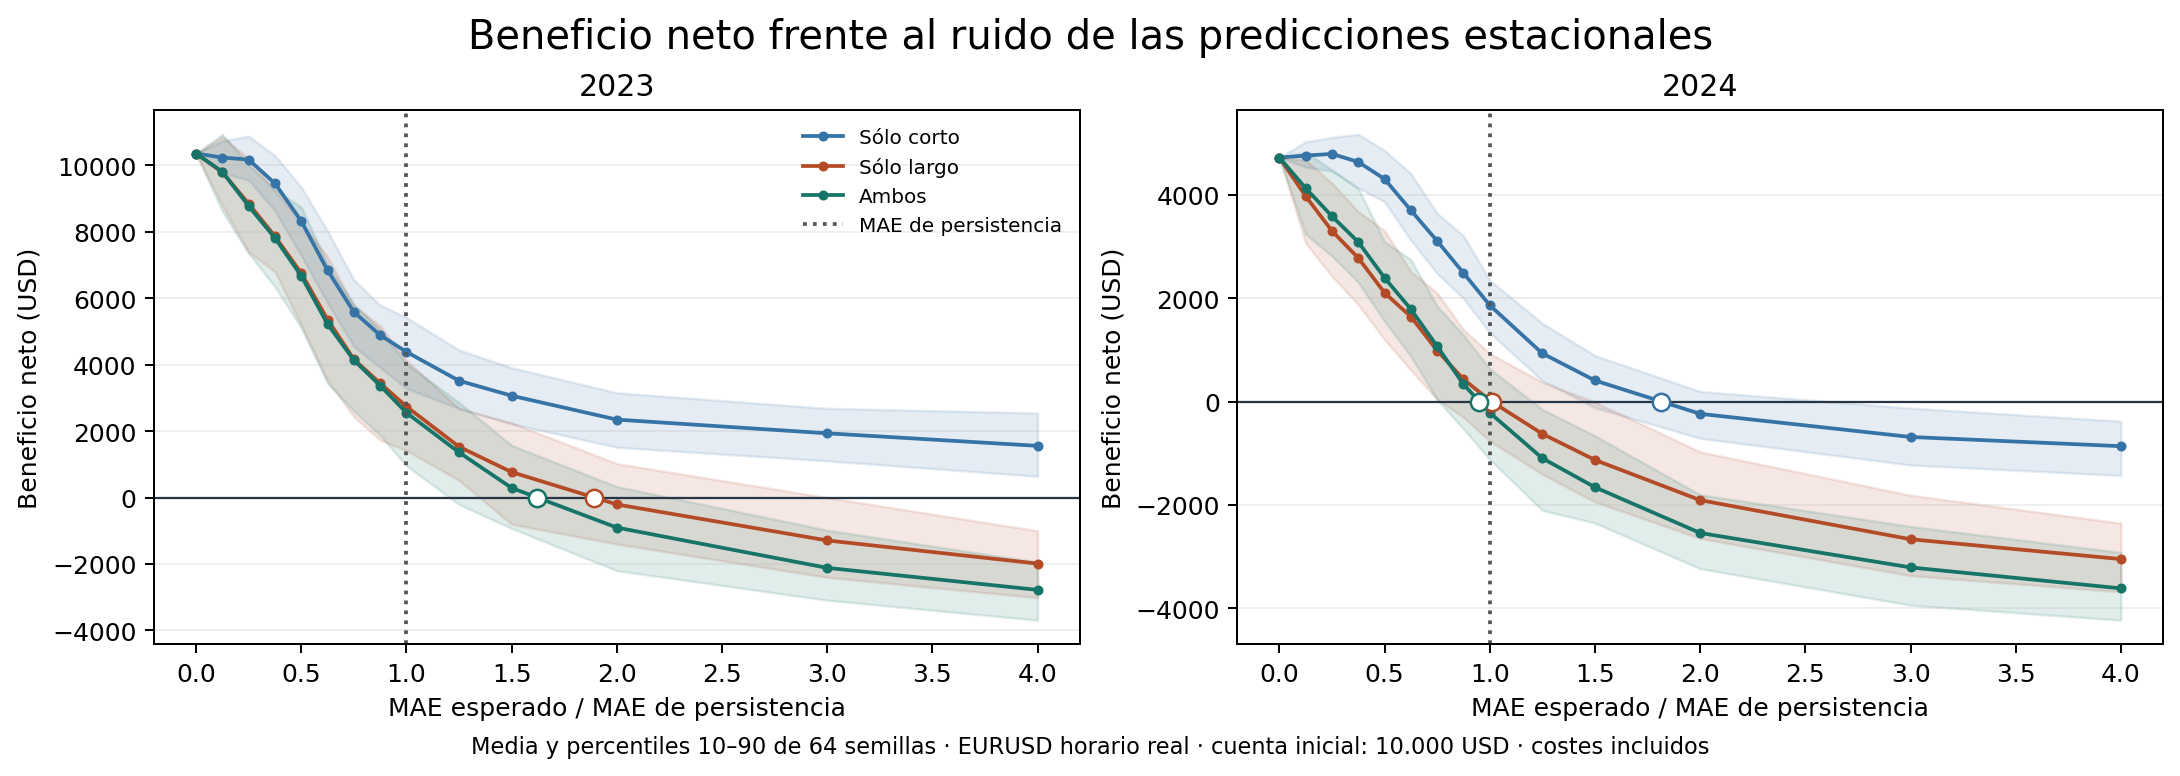 Beneficio neto frente al ruido de las predicciones estacionales
2023
Beneficio neto (USD)
10000
8000
6000
4000
2000
0
−2000
−4000
Sólo corto
Sólo largo
Ambos
MAE de persistencia
0.0 0.5 1.0 1.5 2.0 2.5 3.0 3.5 4.0
MAE esperado / MAE de persistencia
2024
Beneficio neto (USD)
4000
2000
0
−2000
−4000
0.0 0.5 1.0 1.5 2.0 2.5 3.0 3.5 4.0
MAE esperado / MAE de persistencia
Media y percentiles 10–90 de 64 semillas · EURUSD horario real · cuenta inicial: 10.000 USD · costes incluidos